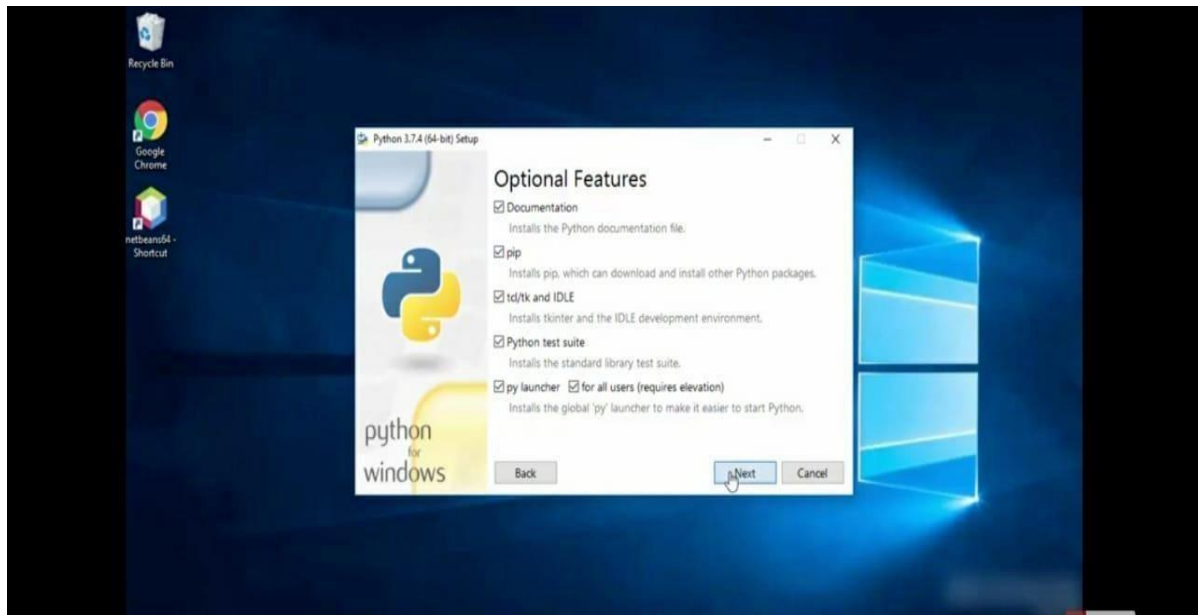 Recycle Bin
Google
Chrome
netbeans64 -
Shortcut
Python 3.7.4 (64-bit) Setup
Optional Features
Documentation
Installs the Python documentation file.
pip
Installs pip, which can download and install other Python packages.
tcl/tk and IDLE
Installs tkinter and the IDLE development environment.
Python test suite
Installs the standard library test suite.
py launcher for all users (requires elevation)
Installs the global 'py' launcher to make it easier to start Python.
python
for
windows
Back
Next
Cancel